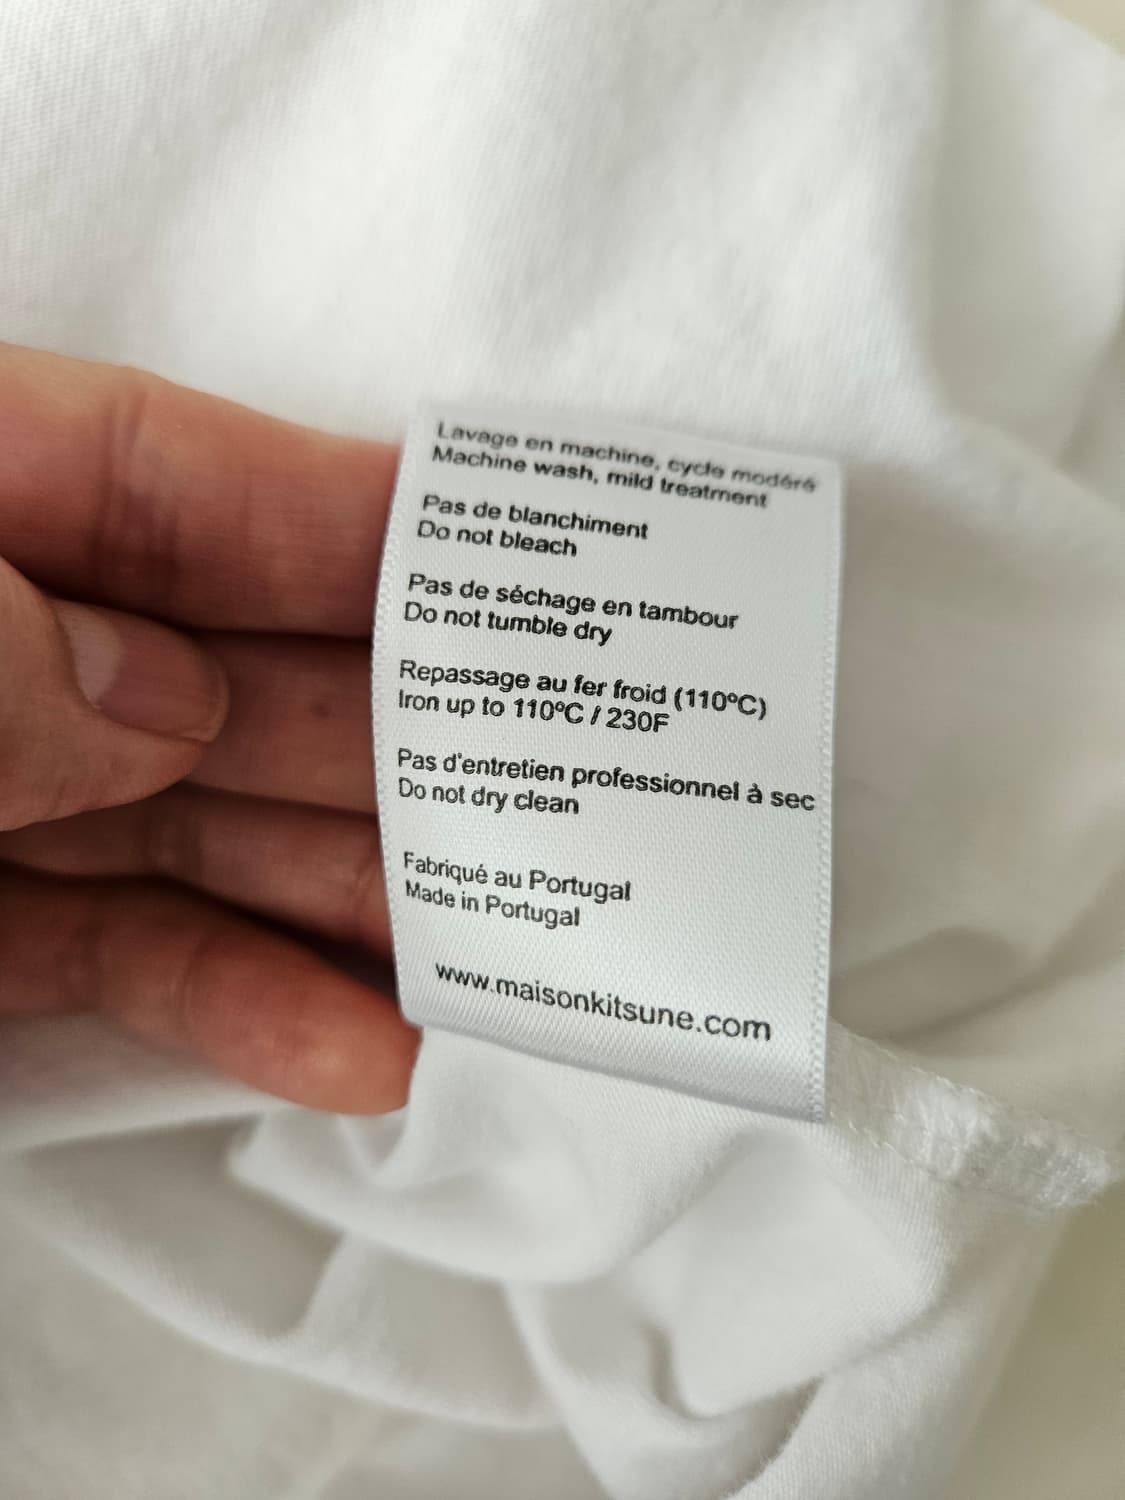 Lavage en machine, cycle modéré
Machine wash, mild treatment
Pas de blanchiment
Do not bleach
Pas de séchage en tambour
Do not tumble dry
Repassage au fer froid (110ºC)
Iron up to 110ºC / 230F
Pas d'entretien professionnel à sec
Do not dry clean
Fabriqué au Portugal
Made in Portugal
www.maisonkitsune.com